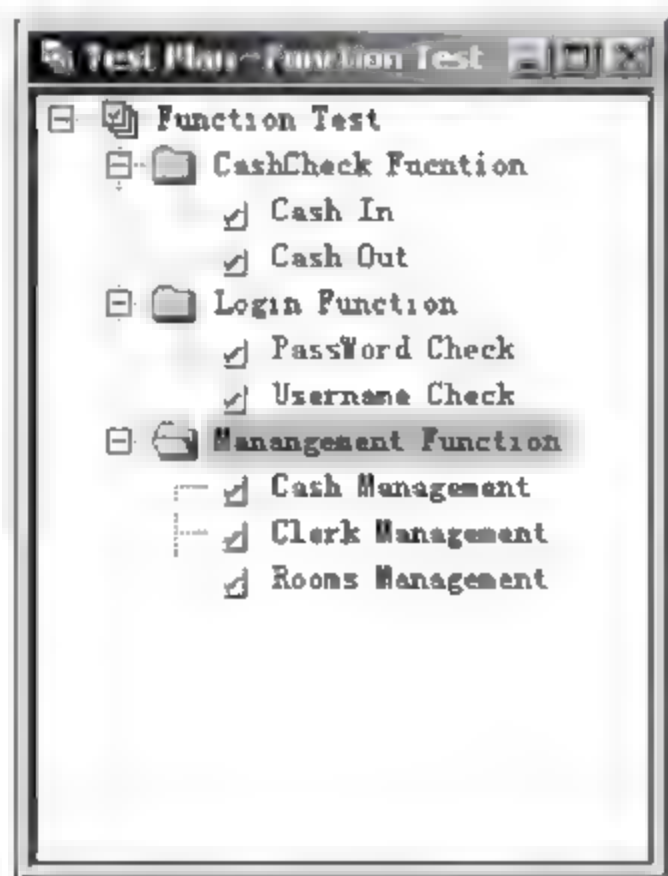 Test Plan - Function Test
Function Test
CashCheck Fucntion
Cash In
Cash Out
Login Function
PassWord Check
Username Check
Manangement Function
Cash Management
Clerk Management
Rooms Management